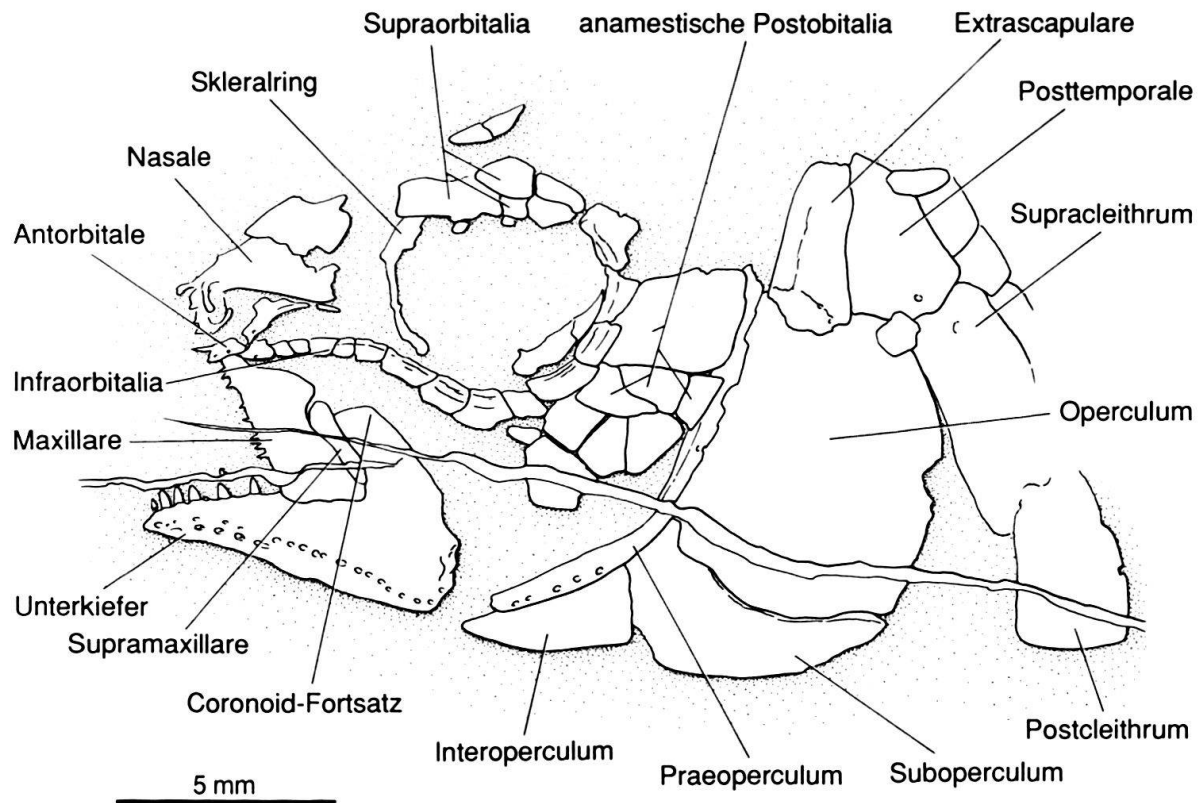 Supraorbitalia
anamestische Postobitalia
Extrascapulare
Skleralring
Posttemporale
Nasale
Supracleithrum
Antorbitale
Infraorbitalia
Maxillare
Operculum
Unterkiefer
Supramaxillare
Coronoid-Fortsatz
Interoperculum
Praeoperculum
Suboperculum
Postcleithrum
5 mm